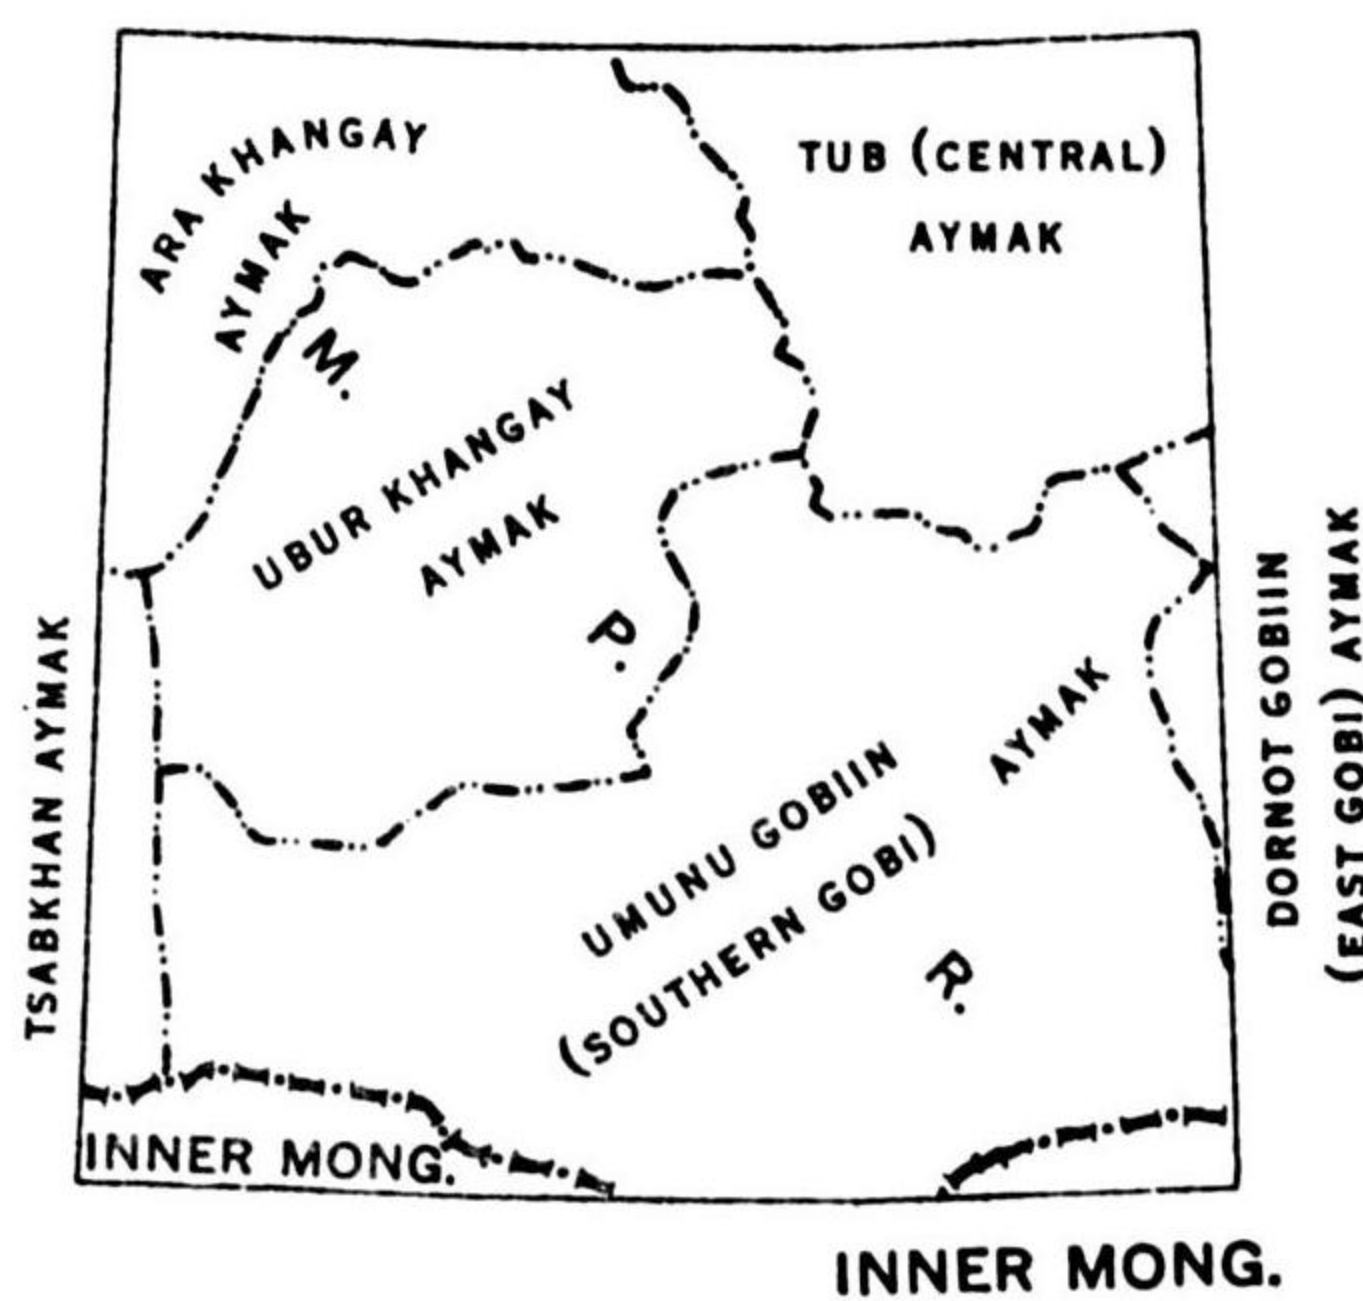 ARA KHANGAY
AYMAK
TUB (CENTRAL)
AYMAK
M.
UBUR KHANGAY
AYMAK
P.
TSABKHAN AYMAK
UMUNU GOBIIN
AYMAK
(SOUTHERN GOBI)
R.
DORNOT GOBIIN
(EAST GOBI) AYMAK
INNER MONG.
INNER MONG.